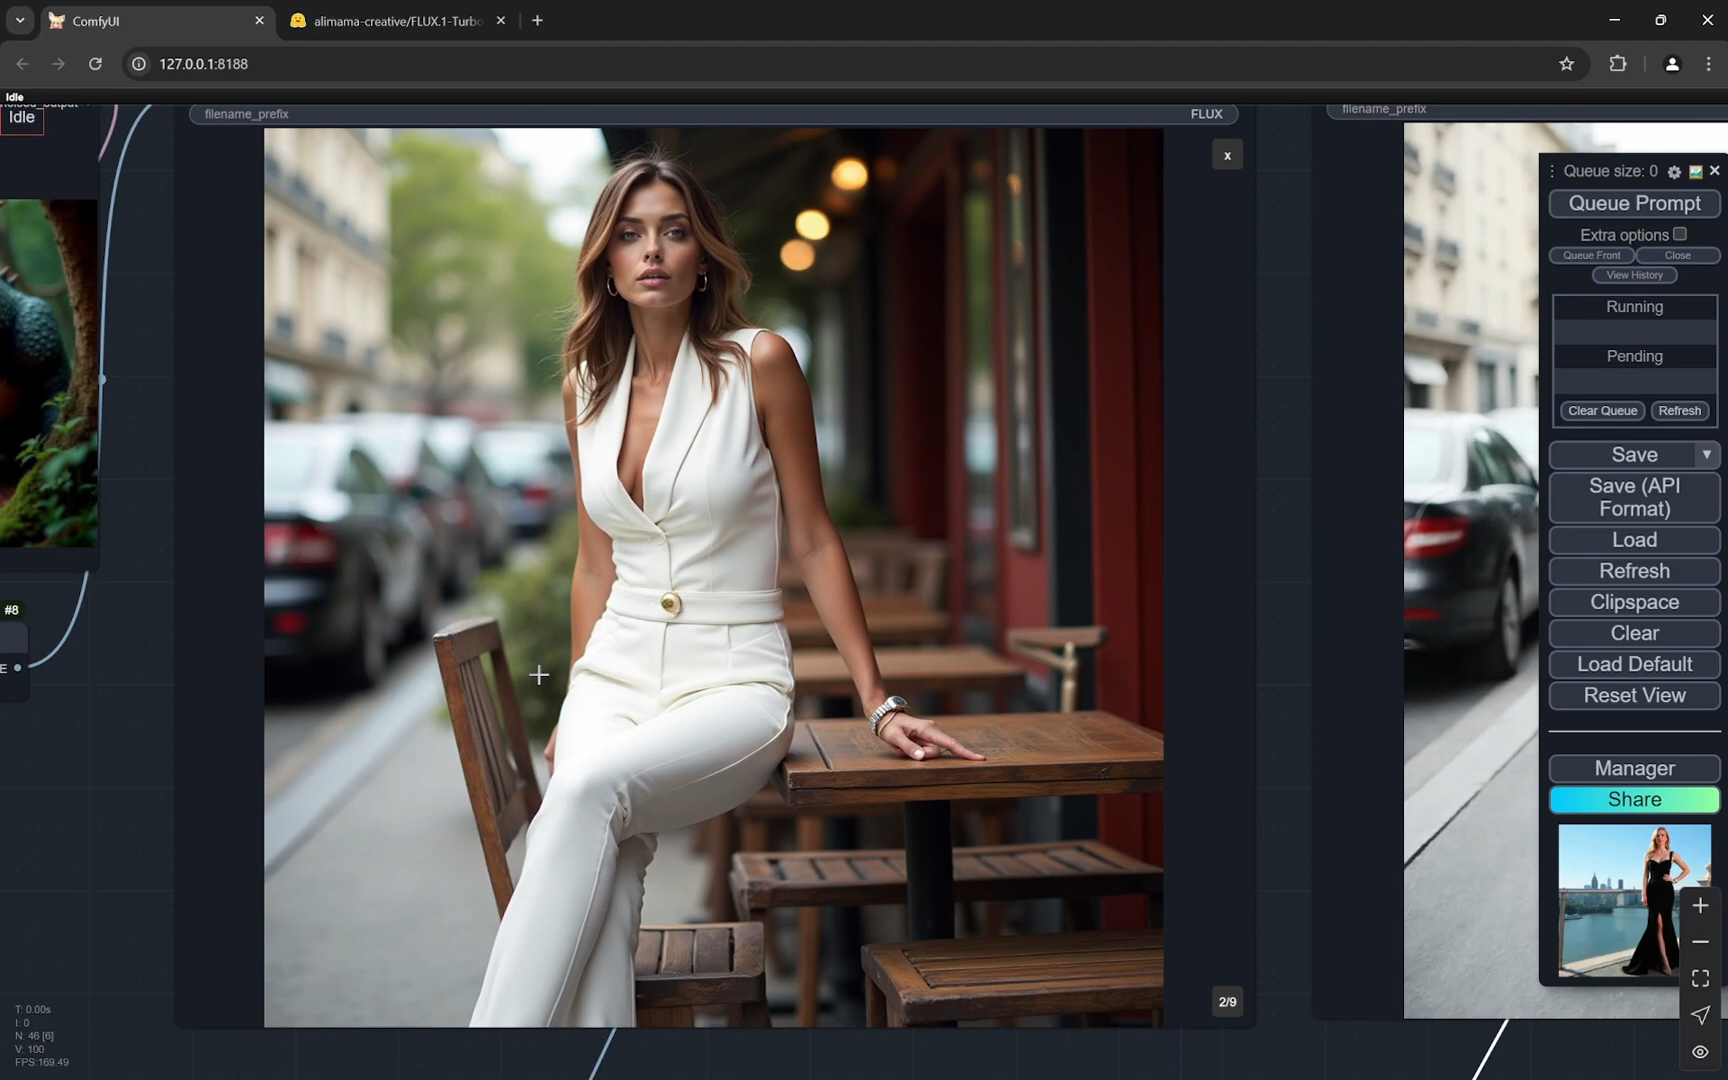 ComfyUI
alimama-creative/FLUX.1-Turbo
127.0.0.1:8188
Idle
Idle
filename_prefix
FLUX
x
2/9
#8
filename_prefix
Queue size: 0
Queue Prompt
Extra options
Queue Front
Close
View History
Running
Pending
Clear Queue
Refresh
Save
Save (API
Format)
Load
Refresh
Clipspace
Clear
Load Default
Reset View
Manager
Share
T: 0.00s
I: 0
N: 46 [6]
V: 100
FPS:169.49